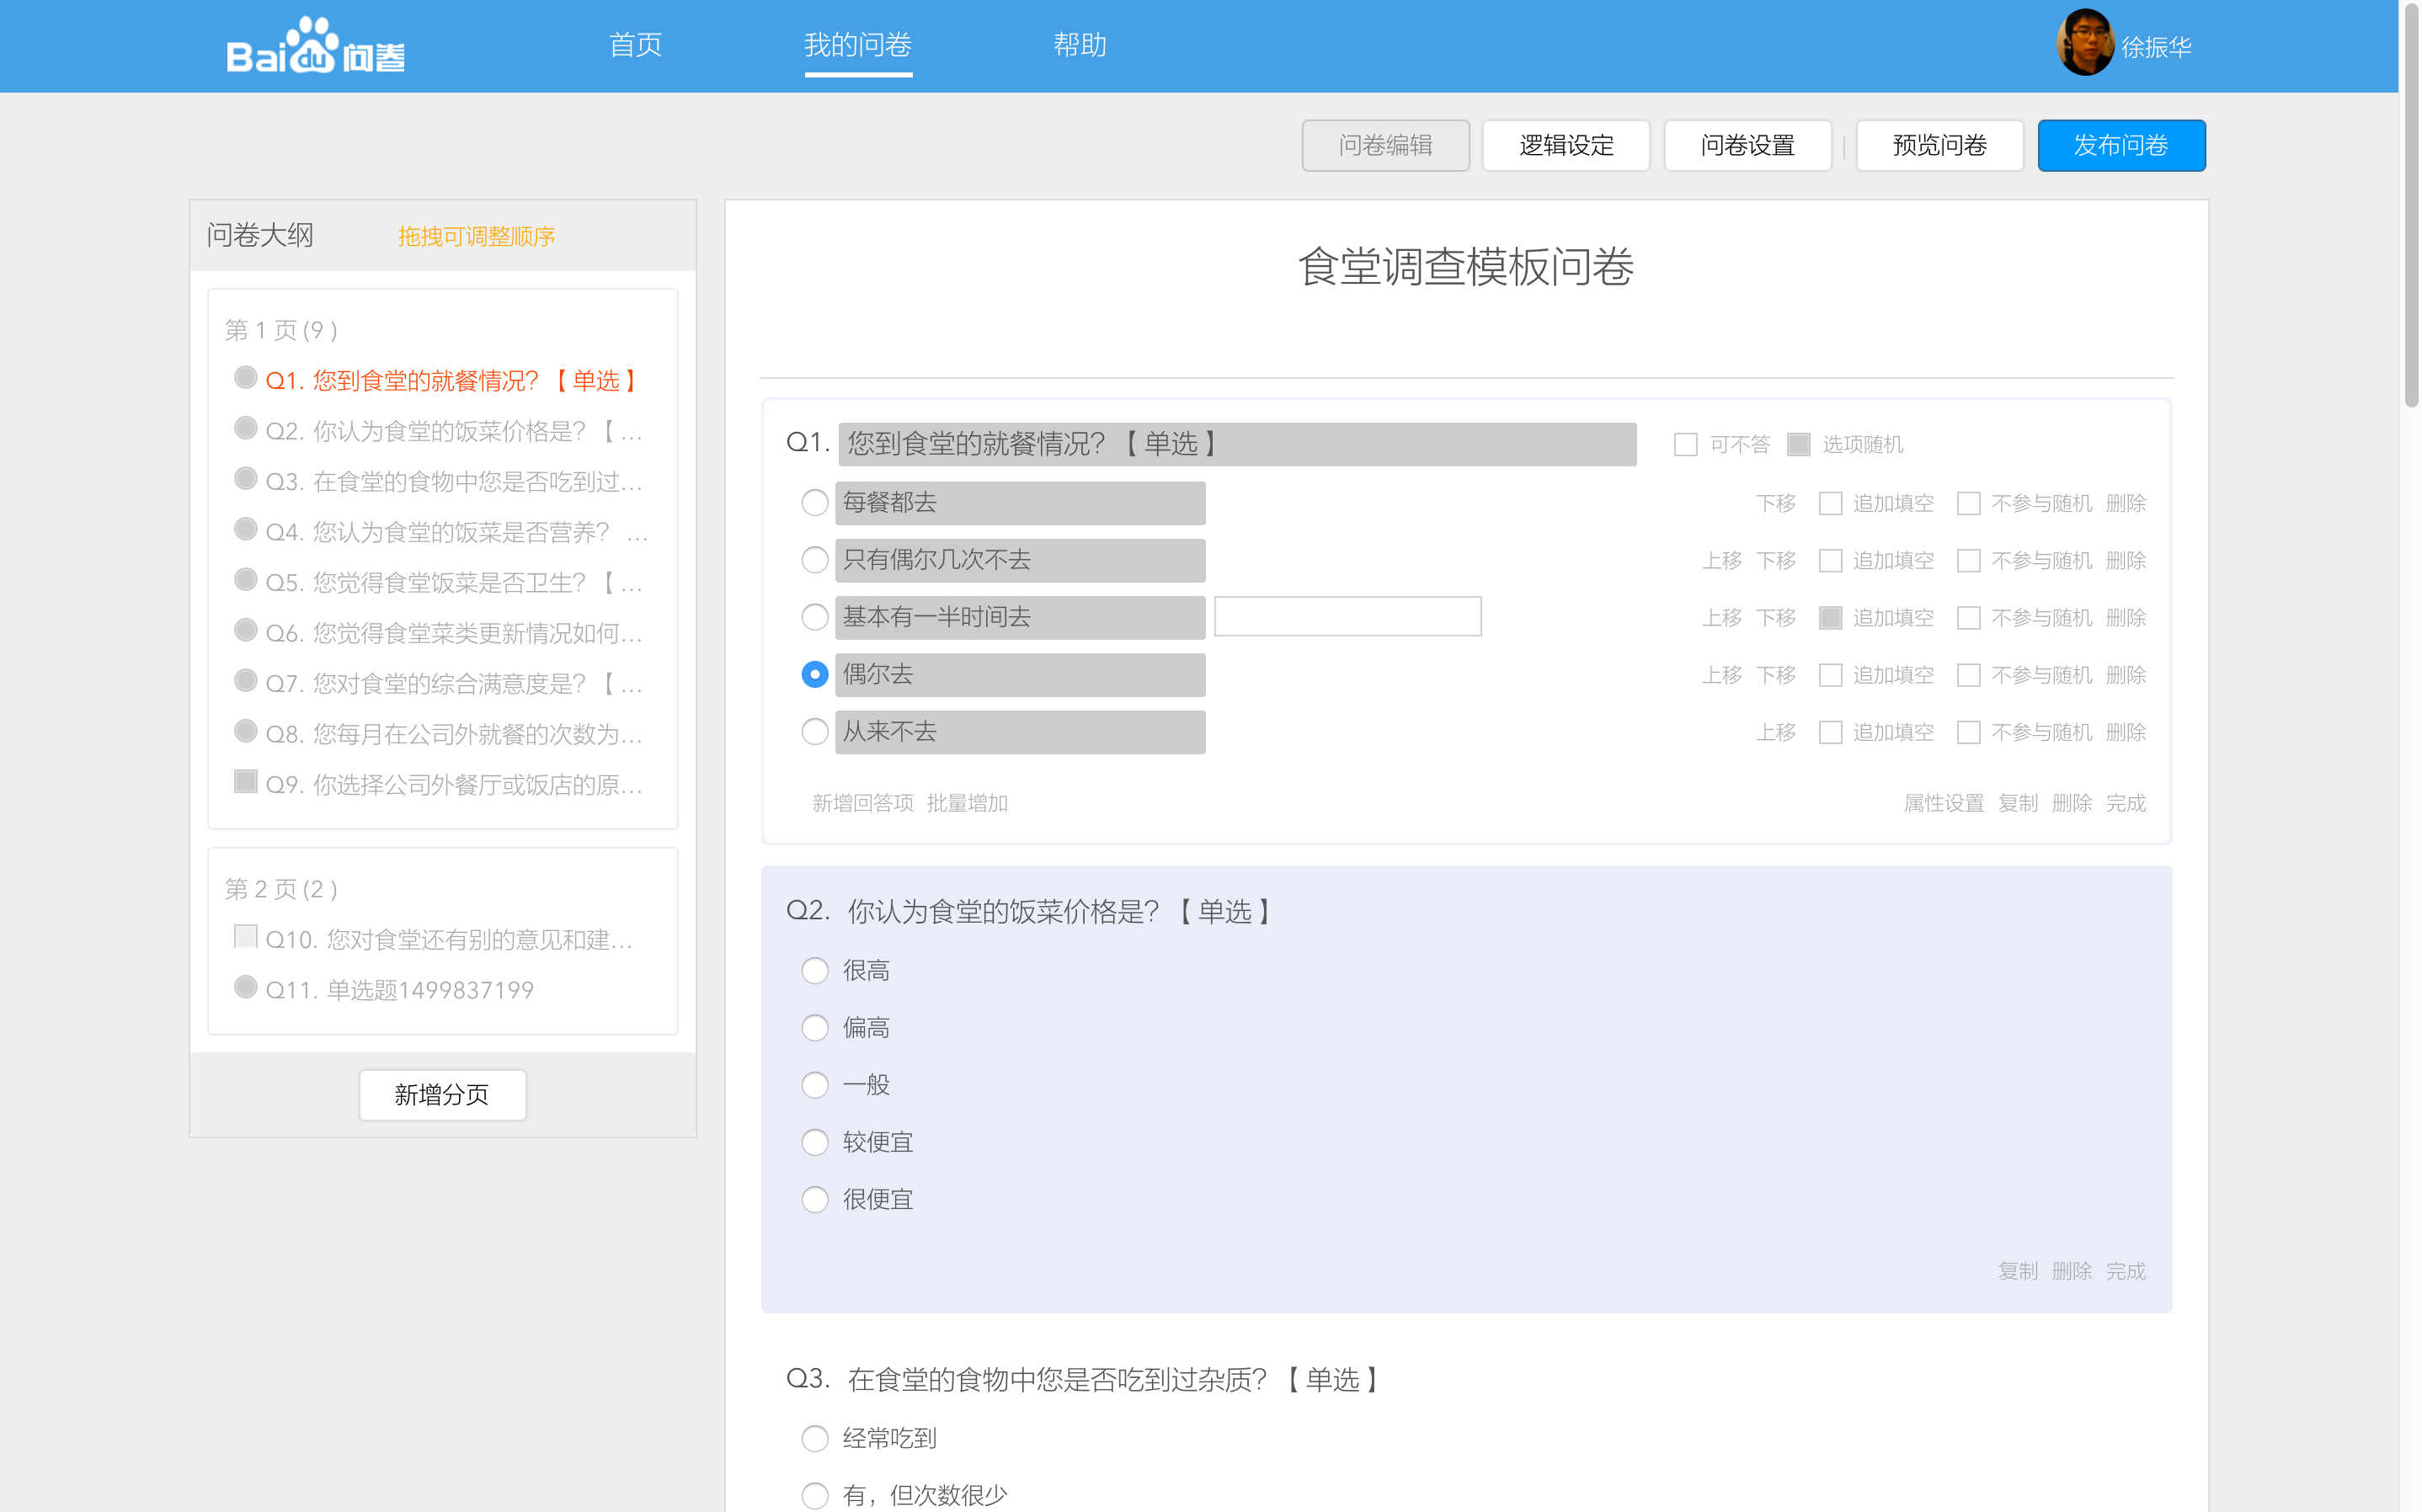 Baidu问卷 首页 我的问卷 帮助 徐振华
问卷编辑 逻辑设定 问卷设置 预览问卷 发布问卷
问卷大纲 拖拽可调整顺序
第 1 页 (9 )
Q1. 您到食堂的就餐情况？【单选】
Q2. 你认为食堂的饭菜价格是？【...
Q3. 在食堂的食物中您是否吃到过...
Q4. 您认为食堂的饭菜是否营养？ ...
Q5. 您觉得食堂饭菜是否卫生？【...
Q6. 您觉得食堂菜类更新情况如何...
Q7. 您对食堂的综合满意度是？【...
Q8. 您每月在公司外就餐的次数为...
Q9. 你选择公司外餐厅或饭店的原...
第 2 页 (2 )
Q10. 您对食堂还有别的意见和建...
Q11. 单选题1499837199
新增分页
食堂调查模板问卷
Q1. 您到食堂的就餐情况？【单选】 可不答 选项随机
每餐都去 下移 追加填空 不参与随机 删除
只有偶尔几次不去 上移 下移 追加填空 不参与随机 删除
基本有一半时间去 上移 下移 追加填空 不参与随机 删除
偶尔去 上移 下移 追加填空 不参与随机 删除
从来不去 上移 追加填空 不参与随机 删除
新增回答项 批量增加 属性设置 复制 删除 完成
Q2. 你认为食堂的饭菜价格是？【单选】
很高
偏高
一般
较便宜
很便宜
复制 删除 完成
Q3. 在食堂的食物中您是否吃到过杂质？【单选】
经常吃到
有，但次数很少